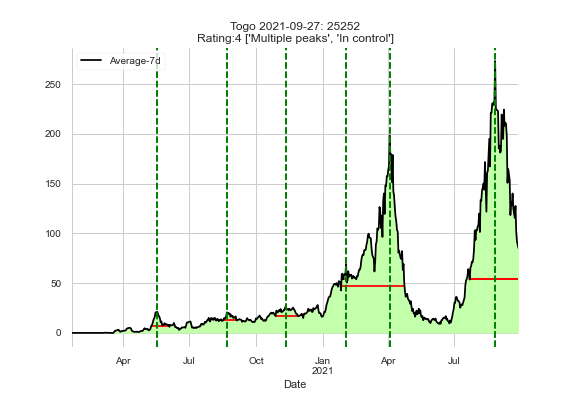 Togo 2021-09-27: 25252
Rating:4 ['Multiple peaks', 'In control']
Average-7d
250
200
150
100
50
0
Apr Jul Oct Jan Apr Jul
2021
Date